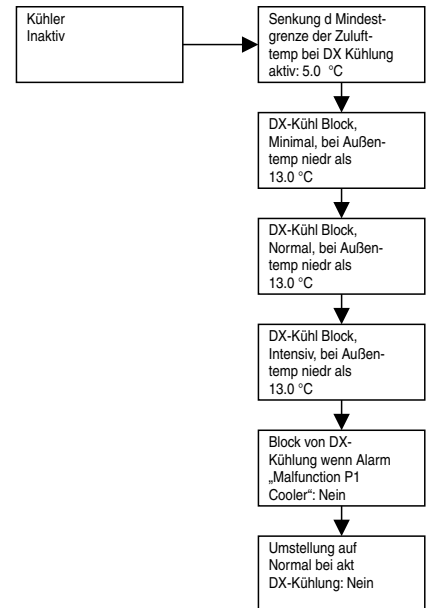 Kühler
Inaktiv
Senkung d Mindest-
grenze der Zuluft-
temp bei DX Kühlung
aktiv: 5.0 °C
DX-Kühl Block,
Minimal, bei Außen-
temp niedr als
13.0 °C
DX-Kühl Block,
Normal, bei Außen-
temp niedr als
13.0 °C
DX-Kühl Block,
Intensiv, bei Außen-
temp niedr als
13.0 °C
Block von DX-
Kühlung wenn Alarm
„Malfunction P1
Cooler“: Nein
Umstellung auf
Normal bei akt
DX-Kühlung: Nein